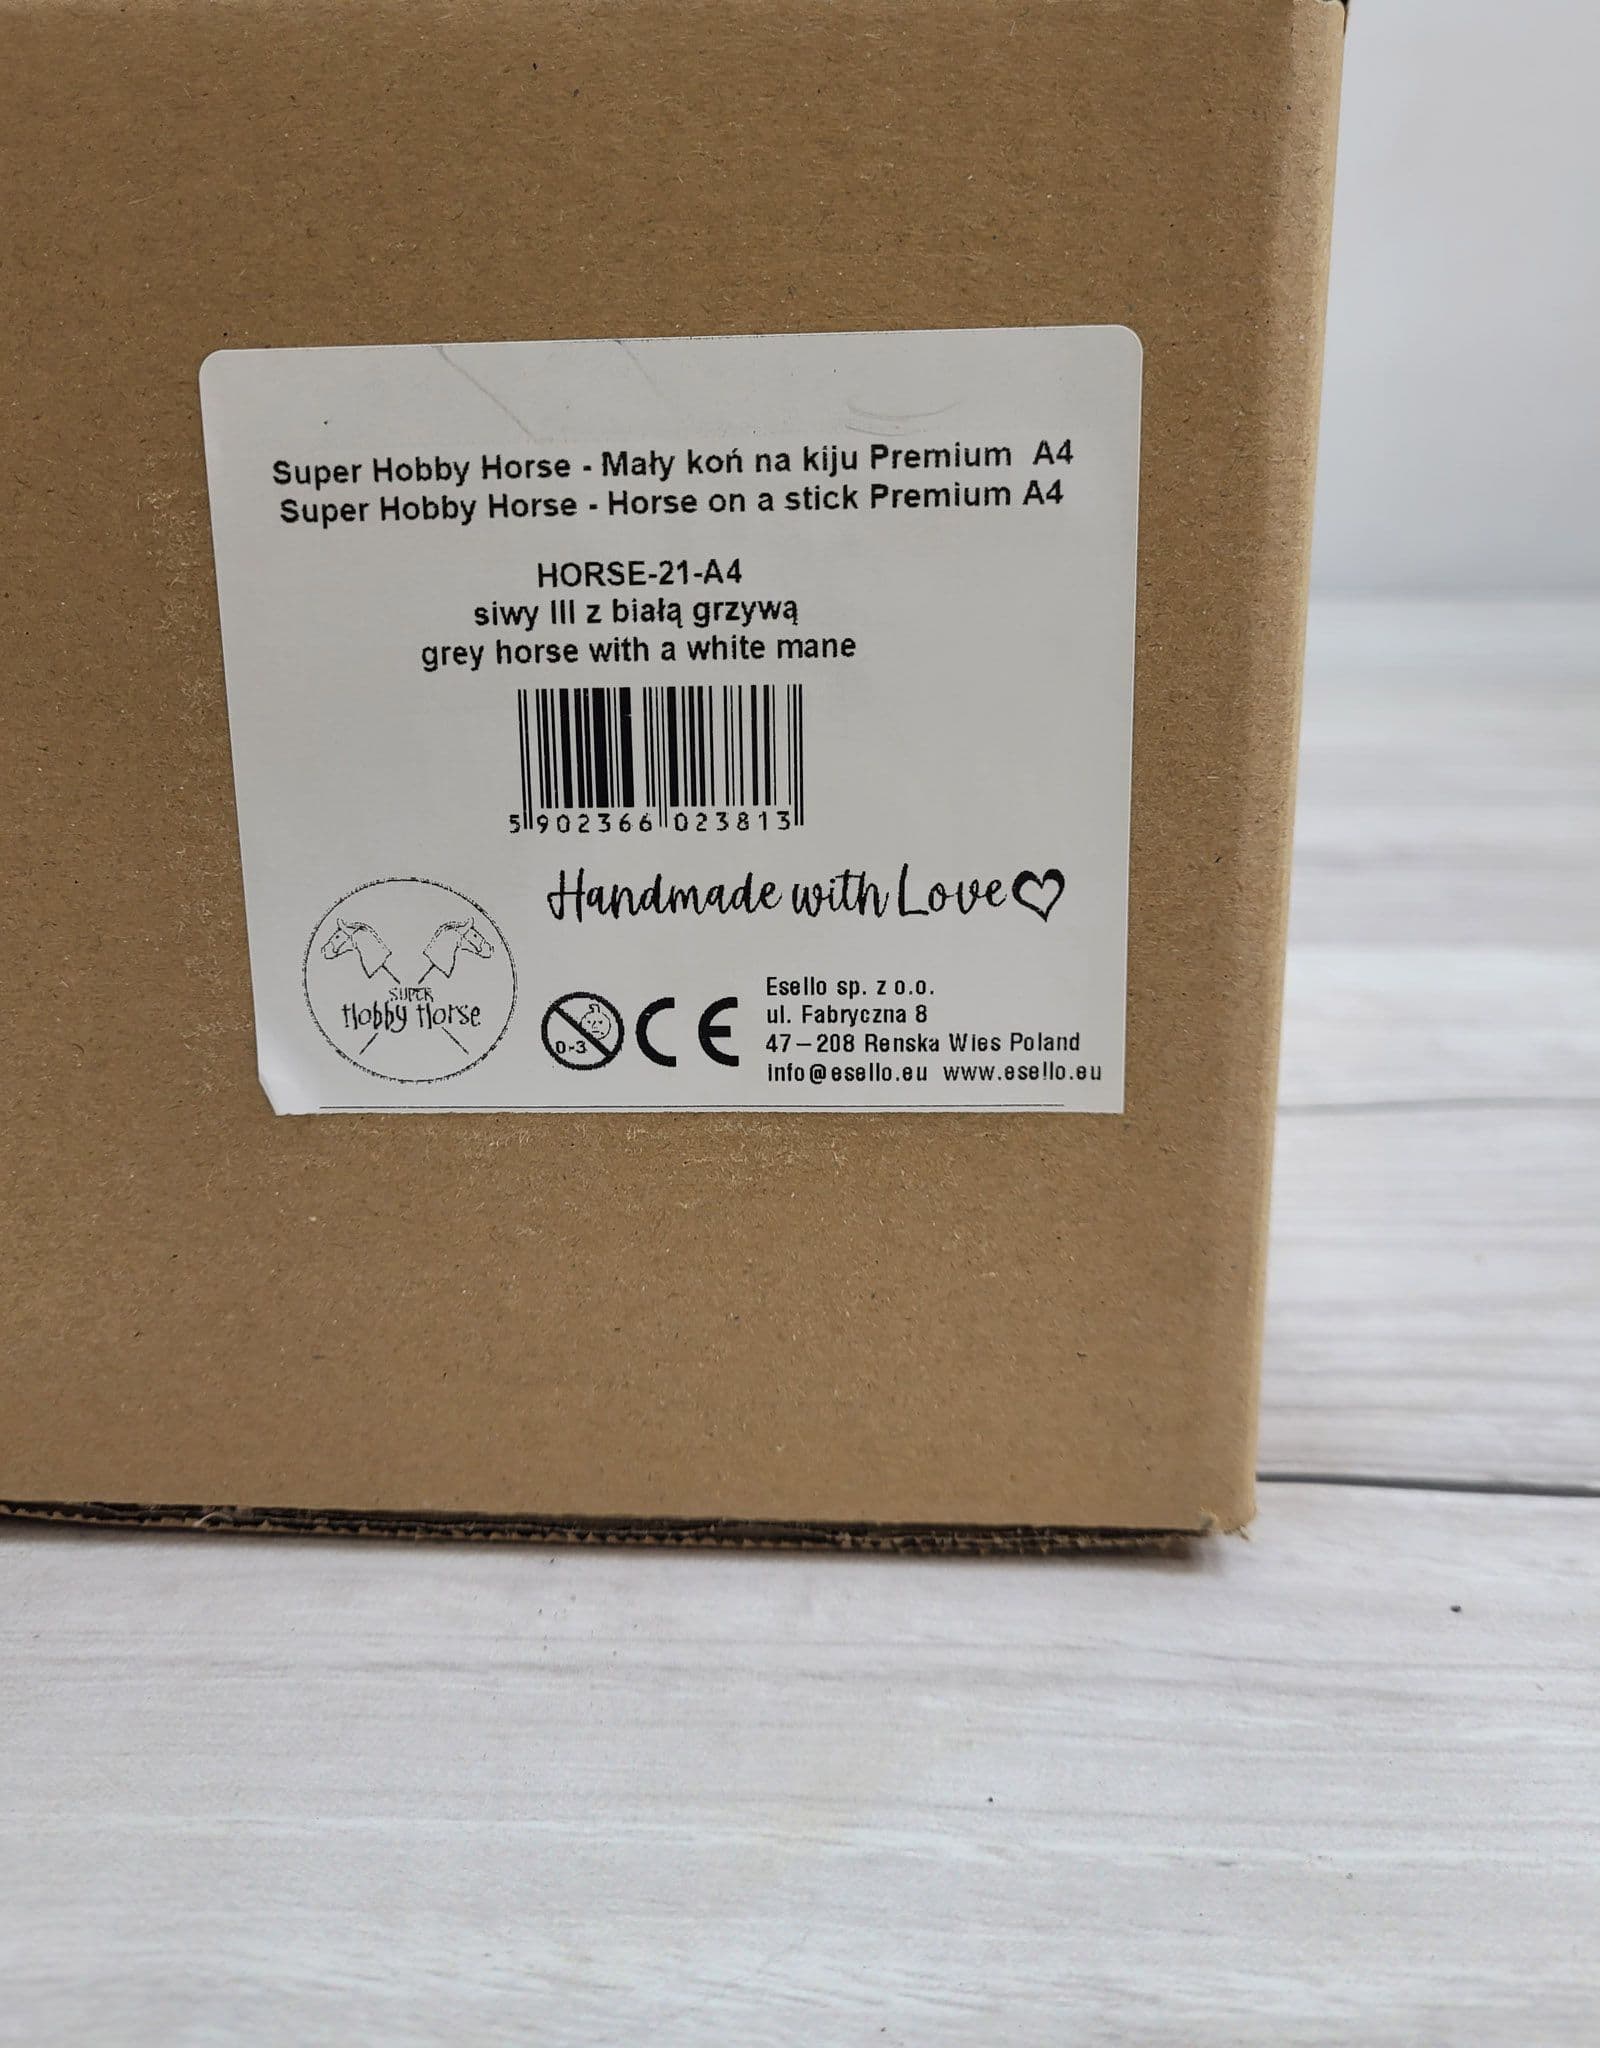 Super Hobby Horse - Mały koń na kiju Premium A4
Super Hobby Horse - Horse on a stick Premium A4
HORSE-21-A4
siwy III z białą grzywą
grey horse with a white mane
5 902366 023813
Handmade with Love
SUPER
Hobby Horse
0-3
CE
Esello sp. z o.o.
ul. Fabryczna 8
47-208 Renska Wies Poland
info@esello.eu www.esello.eu